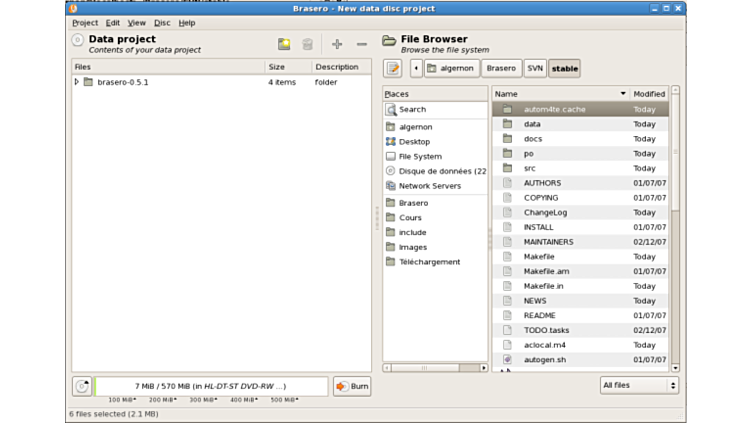 Brasero - New data disc project
Project Edit View Disc Help
Data project
Contents of your data project
Files Size Description
brasero-0.5.1 4 items folder
7 MiB / 570 MiB (in HL-DT-ST DVD-RW ...)
Burn
100 MiB 200 MiB 300 MiB 400 MiB 500 MiB
File Browser
Browse the file system
algernon Brasero SVN stable
Places
Search
algernon
Desktop
File System
Disque de données (22
Network Servers
Brasero
Cours
include
Images
Téléchargement
Name Modified
autom4te.cache Today
data Today
docs Today
po Today
src Today
AUTHORS 01/07/07
COPYING 01/07/07
ChangeLog Today
INSTALL 01/07/07
MAINTAINERS 02/12/07
Makefile Today
Makefile.am 01/07/07
Makefile.in Today
NEWS Today
README 01/07/07
TODO.tasks 02/12/07
aclocal.m4 Today
autogen.sh 01/07/07
All files
6 files selected (2.1 MB)